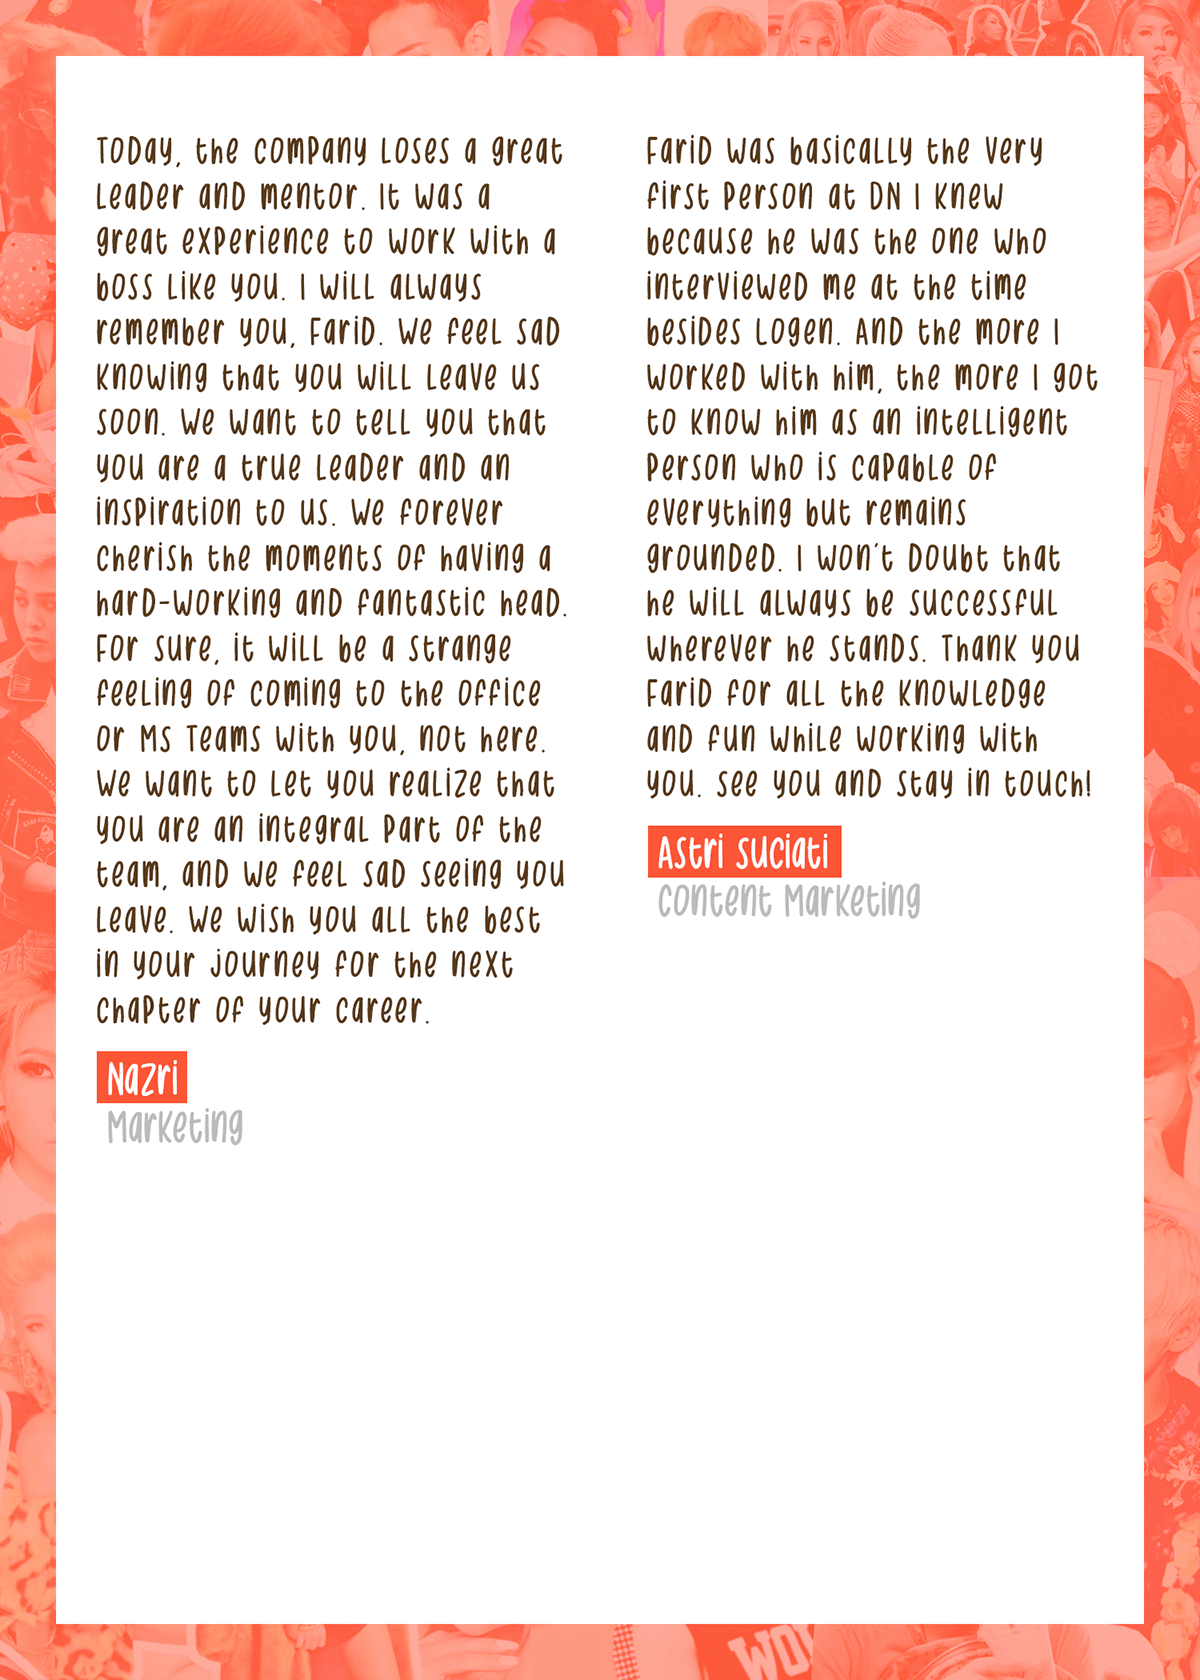 Today, the company loses a great
leader and mentor. It was a
great experience to work with a
boss like you. I will always
remember you, Farid. We feel sad
knowing that you will leave us
soon. We want to tell you that
you are a true leader and an
inspiration to us. We forever
cherish the moments of having a
hard-working and fantastic head.
For sure, it will be a strange
feeling of coming to the office
or Ms Teams with you, not here.
We want to let you realize that
you are an integral part of the
team, and we feel sad seeing you
leave. We wish you all the best
in your journey for the next
chapter of your career.
Nazri
Marketing
Farid was basically the very
first person at DN I knew
because he was the one who
interviewed me at the time
besides Logen. And the more I
worked with him, the more I got
to know him as an intelligent
person who is capable of
everything but remains
grounded. I won't doubt that
he will always be successful
wherever he stands. Thank you
Farid for all the knowledge
and fun while working with
you. See you and stay in touch!
Astri Suciati
Content Marketing